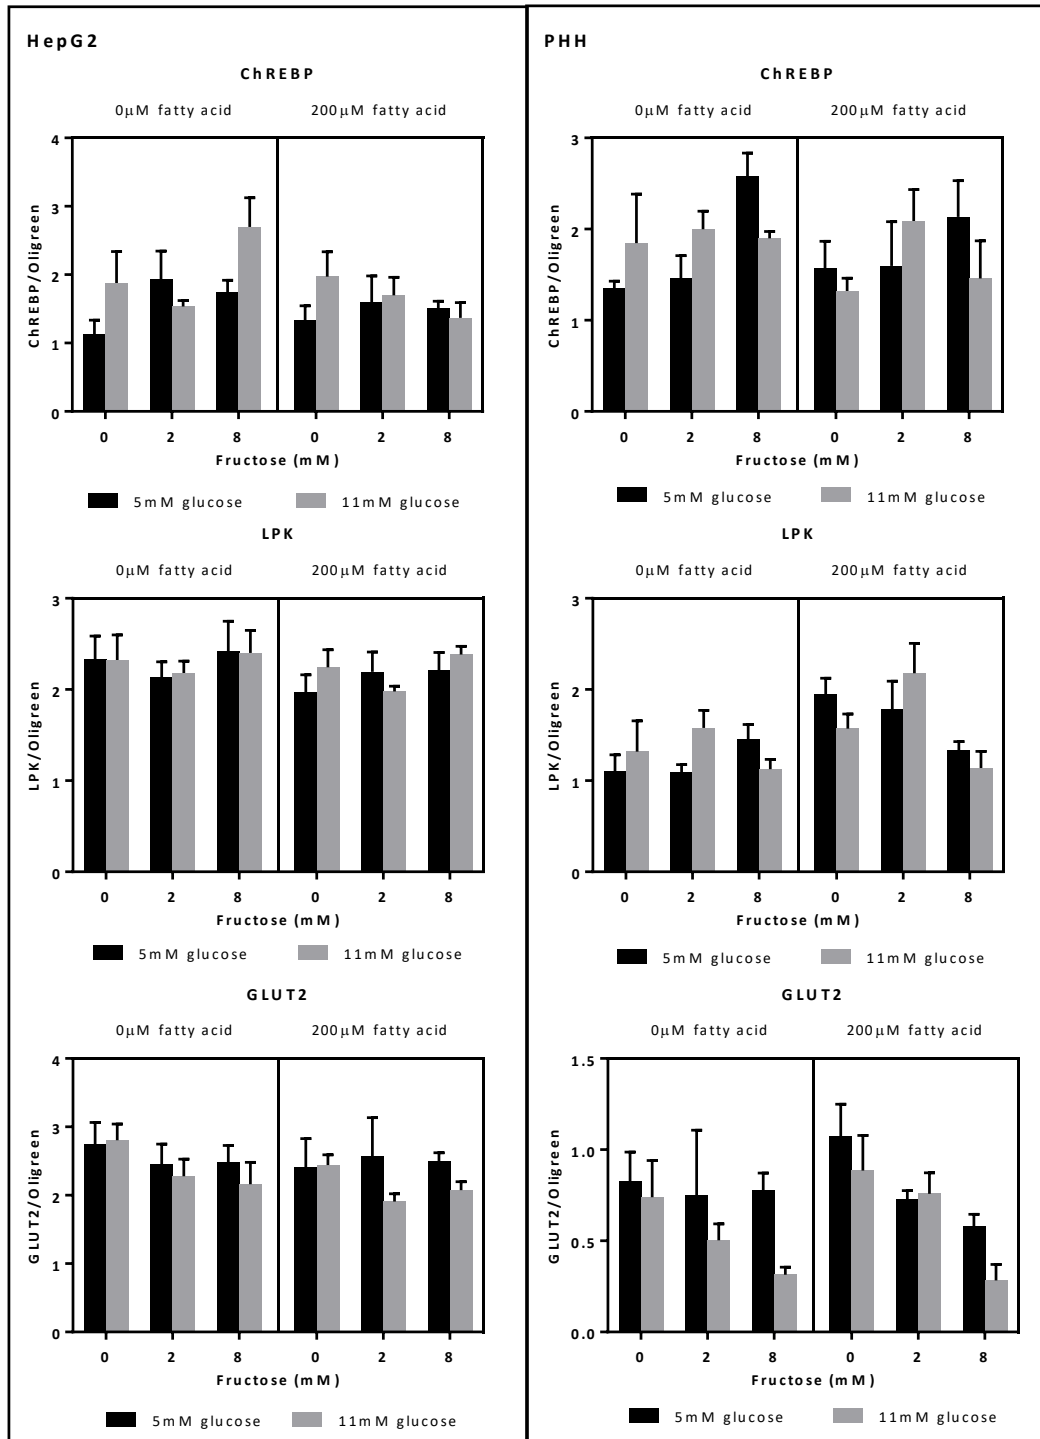 HepG2
ChREBP
0μM fatty acid 200μM fatty acid
4
3
2
1
0
ChREBP/Oligreen
0 2 8 0 2 8
Fructose (mM)
5mM glucose 11mM glucose
LPK
0μM fatty acid 200μM fatty acid
3
2
1
0
LPK/Oligreen
0 2 8 0 2 8
Fructose (mM)
5mM glucose 11mM glucose
GLUT2
0μM fatty acid 200μM fatty acid
4
3
2
1
0
GLUT2/Oligreen
0 2 8 0 2 8
Fructose (mM)
5mM glucose 11mM glucose
PHH
ChREBP
0μM fatty acid 200μM fatty acid
3
2
1
0
ChREBP/Oligreen
0 2 8 0 2 8
Fructose (mM)
5mM glucose 11mM glucose
LPK
0μM fatty acid 200μM fatty acid
3
2
1
0
LPK/Oligreen
0 2 8 0 2 8
Fructose (mM)
5mM glucose 11mM glucose
GLUT2
0μM fatty acid 200μM fatty acid
1.5
1.0
0.5
0.0
GLUT2/Oligreen
0 2 8 0 2 8
Fructose (mM)
5mM glucose 11mM glucose